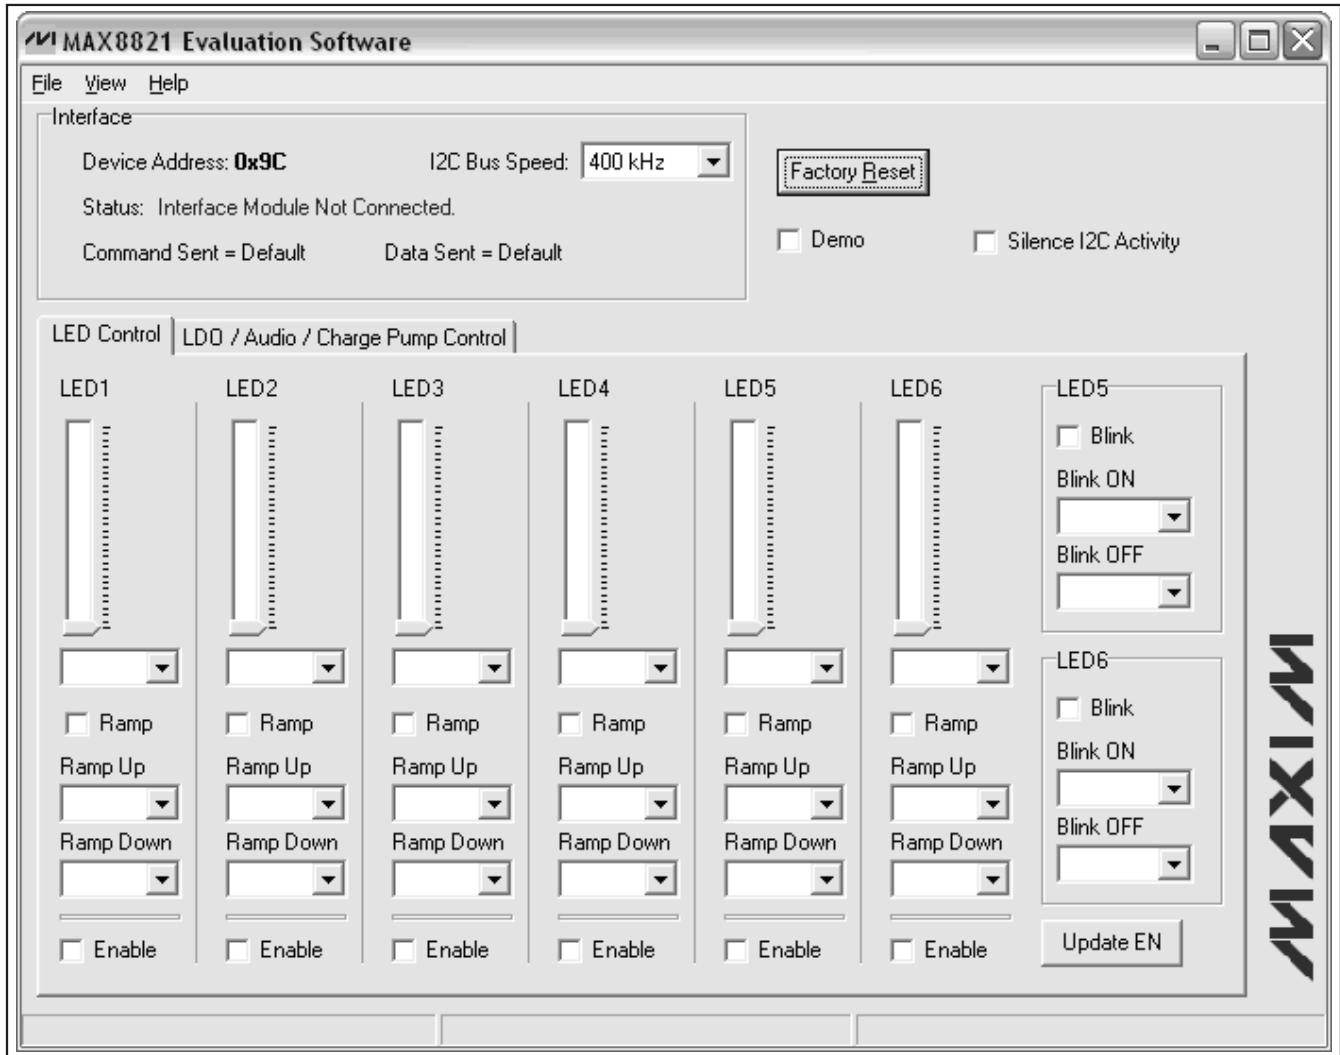 MAX8821 Evaluation Software
File View Help
Interface
Device Address: 0x9C I2C Bus Speed: 400 kHz
Factory Reset
Status: Interface Module Not Connected.
Demo Silence I2C Activity
Command Sent = Default Data Sent = Default
LED Control LDO / Audio / Charge Pump Control
LED1 LED2 LED3 LED4 LED5 LED6
Ramp Ramp Ramp Ramp Ramp Ramp
Ramp Up Ramp Up Ramp Up Ramp Up Ramp Up Ramp Up
Ramp Down Ramp Down Ramp Down Ramp Down Ramp Down Ramp Down
Enable Enable Enable Enable Enable Enable
LED5
Blink
Blink ON
Blink OFF
LED6
Blink
Blink ON
Blink OFF
Update EN
MAXIM